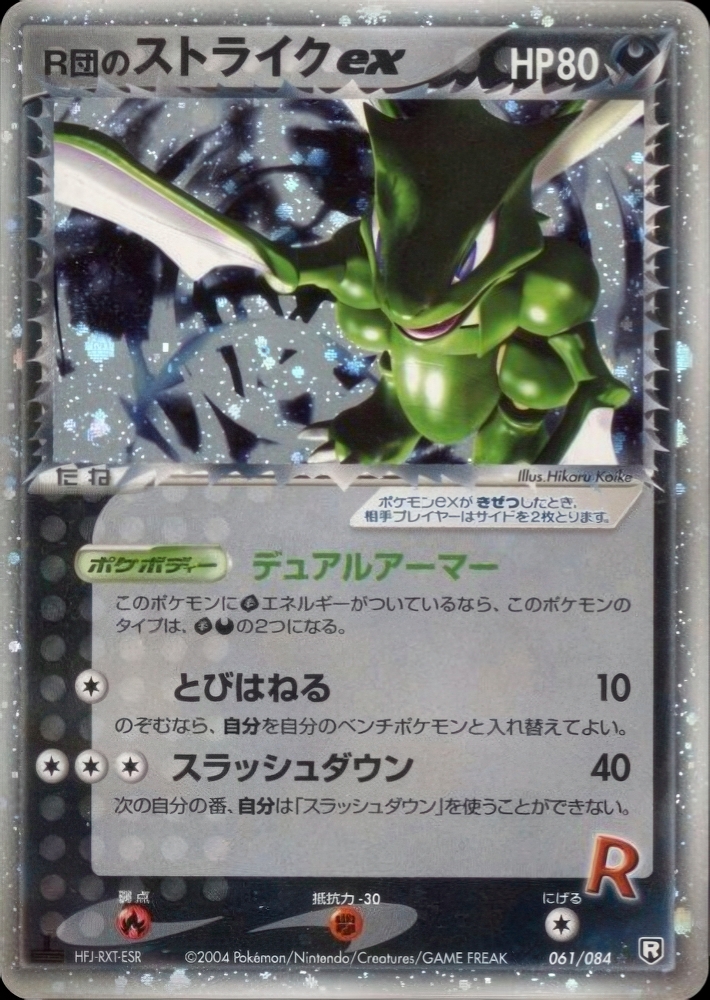 R団のストライクex HP80
たね
Illus.Hikaru Koike
ポケモンexが きぜつしたとき、
相手プレイヤーはサイドを2枚とります。
ポケボディー デュアルアーマー
このポケモンにエネルギーがついているなら、このポケモンの
タイプは、の2つになる。
とびはねる 10
のぞむなら、自分を自分のベンチポケモンと入れ替えてよい。
スラッシュダウン 40
次の自分の番、自分は「スラッシュダウン」を使うことができない。
R
弱点 抵抗力 -30 にげる
HFJ-RXT-ESR ©2004 Pokémon/Nintendo/Creatures/GAME FREAK 061/084 R